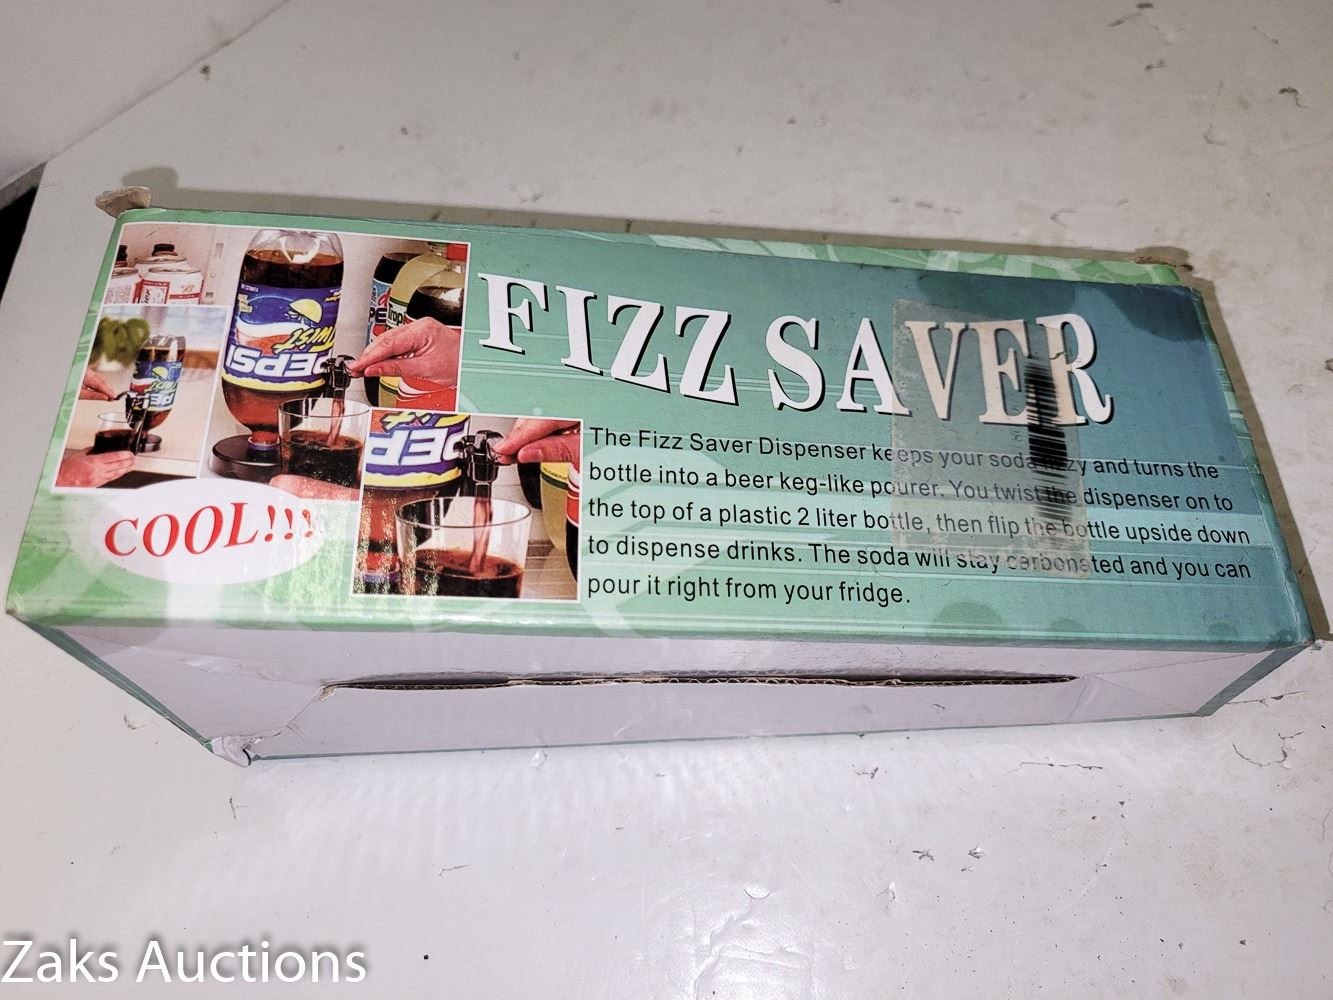 FIZZ SAVER
The Fizz Saver Dispenser keeps your soda fizzy and turns the
bottle into a beer keg-like pourer. You twist the dispenser on to
the top of a plastic 2 liter bottle, then flip the bottle upside down
to dispense drinks. The soda will stay carbonsted and you can
pour it right from your fridge.
COOL!!!
PEPSI
TWIST
PEPS
Zaks Auctions